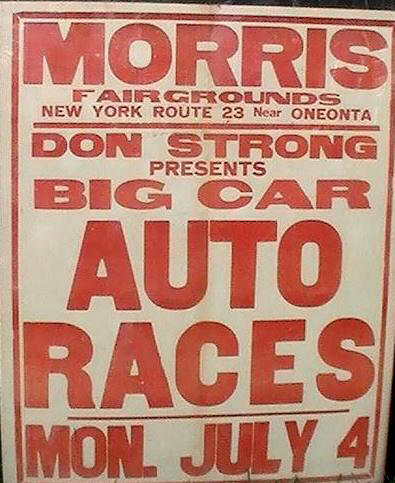 MORRIS
FAIRGROUNDS
NEW YORK ROUTE 23 Near ONEONTA
DON STRONG
PRESENTS
BIG CAR
AUTO
RACES
MON. JULY 4